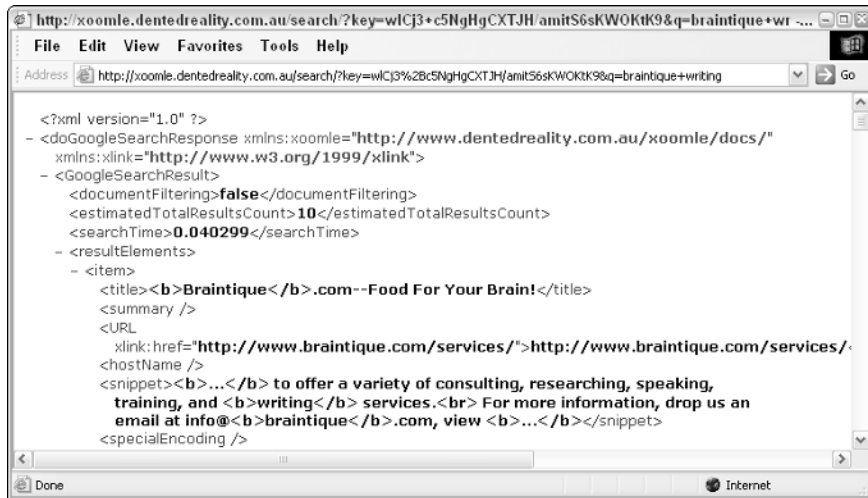 http://xoomle.dentedreality.com.au/search/?key=wlCj3+c5NgHgCXTJH/amitS6sKWOKtK9&q=braintique+wr -...
File Edit View Favorites Tools Help
Address http://xoomle.dentedreality.com.au/search/?key=wlCj3%2Bc5NgHgCXTJH/amitS6sKWOKtK9&q=braintique+writing Go
<?xml version="1.0" ?>
- <doGoogleSearchResponse xmlns:xoomle="http://www.dentedreality.com.au/xoomle/docs/"
xmlns:xlink="http://www.w3.org/1999/xlink">
- <GoogleSearchResult>
<documentFiltering>false</documentFiltering>
<estimatedTotalResultsCount>10</estimatedTotalResultsCount>
<searchTime>0.040299</searchTime>
- <resultElements>
- <item>
<title><b>Braintique</b>.com--Food For Your Brain!</title>
<summary />
<URL
xlink:href="http://www.braintique.com/services/">http://www.braintique.com/services/<
<hostName />
<snippet><b>...</b> to offer a variety of consulting, researching, speaking,
training, and <b>writing</b> services.<br> For more information, drop us an
email at info@<b>braintique</b>.com, view <b>...</b></snippet>
<specialEncoding />
Done Internet